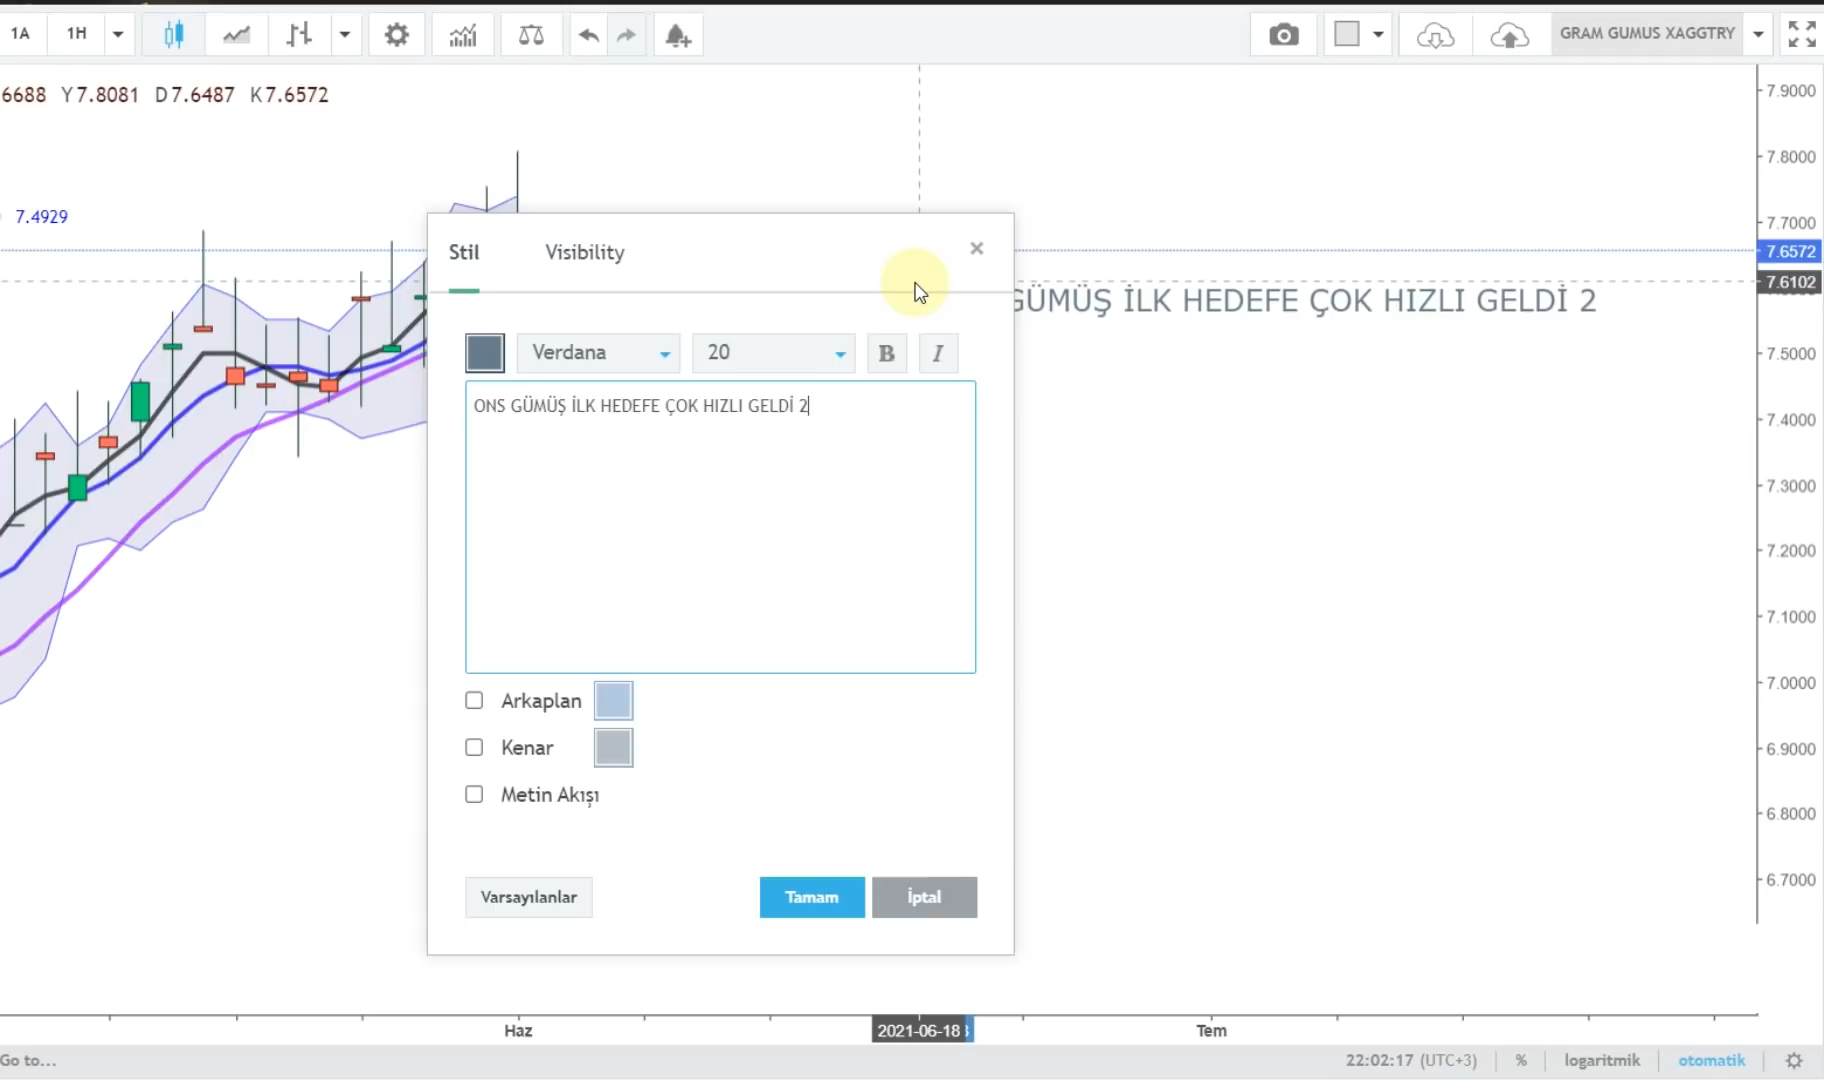 1A 1H GRAM GUMUS XAGGTRY
6688 Y7.8081 D7.6487 K7.6572
7.4929
Stil Visibility ×
Verdana 20 B I
ONS GÜMÜŞ İLK HEDEFE ÇOK HIZLI GELDİ 2
Arkaplan
Kenar
Metin Akışı
Varsayılanlar Tamam İptal
GÜMÜŞ İLK HEDEFE ÇOK HIZLI GELDİ 2
7.9000
7.8000
7.7000
7.6572
7.6102
7.5000
7.4000
7.3000
7.2000
7.1000
7.0000
6.9000
6.8000
6.7000
Haz 2021-06-18 Tem
Go to... 22:02:17 (UTC+3) % logaritmik otomatik